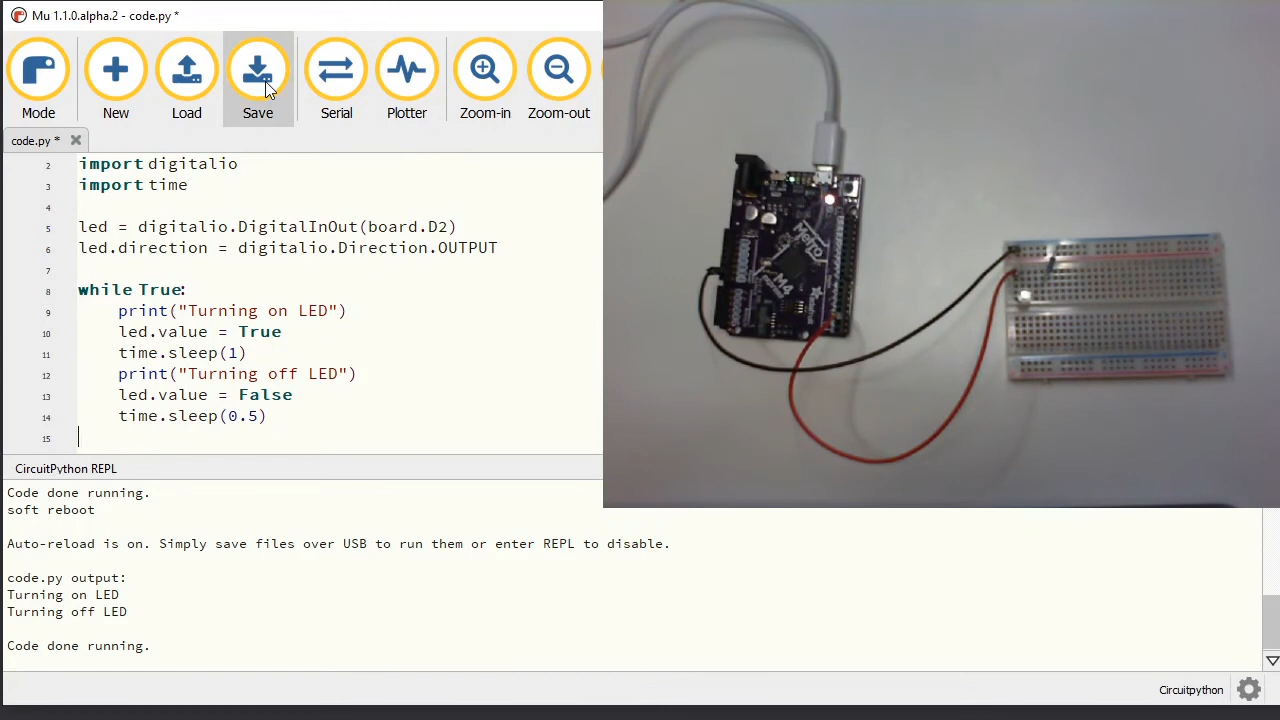 Mu 1.1.0.alpha.2 - code.py *
Mode
New
Load
Save
Serial
Plotter
Zoom-in
Zoom-out
code.py *
2 import digitalio
3 import time
4
5 led = digitalio.DigitalInOut(board.D2)
6 led.direction = digitalio.Direction.OUTPUT
7
8 while True:
9 print("Turning on LED")
10 led.value = True
11 time.sleep(1)
12 print("Turning off LED")
13 led.value = False
14 time.sleep(0.5)
15
Metro
M4
CircuitPython REPL
Code done running.
soft reboot
Auto-reload is on. Simply save files over USB to run them or enter REPL to disable.
code.py output:
Turning on LED
Turning off LED
Code done running.
Circuitpython